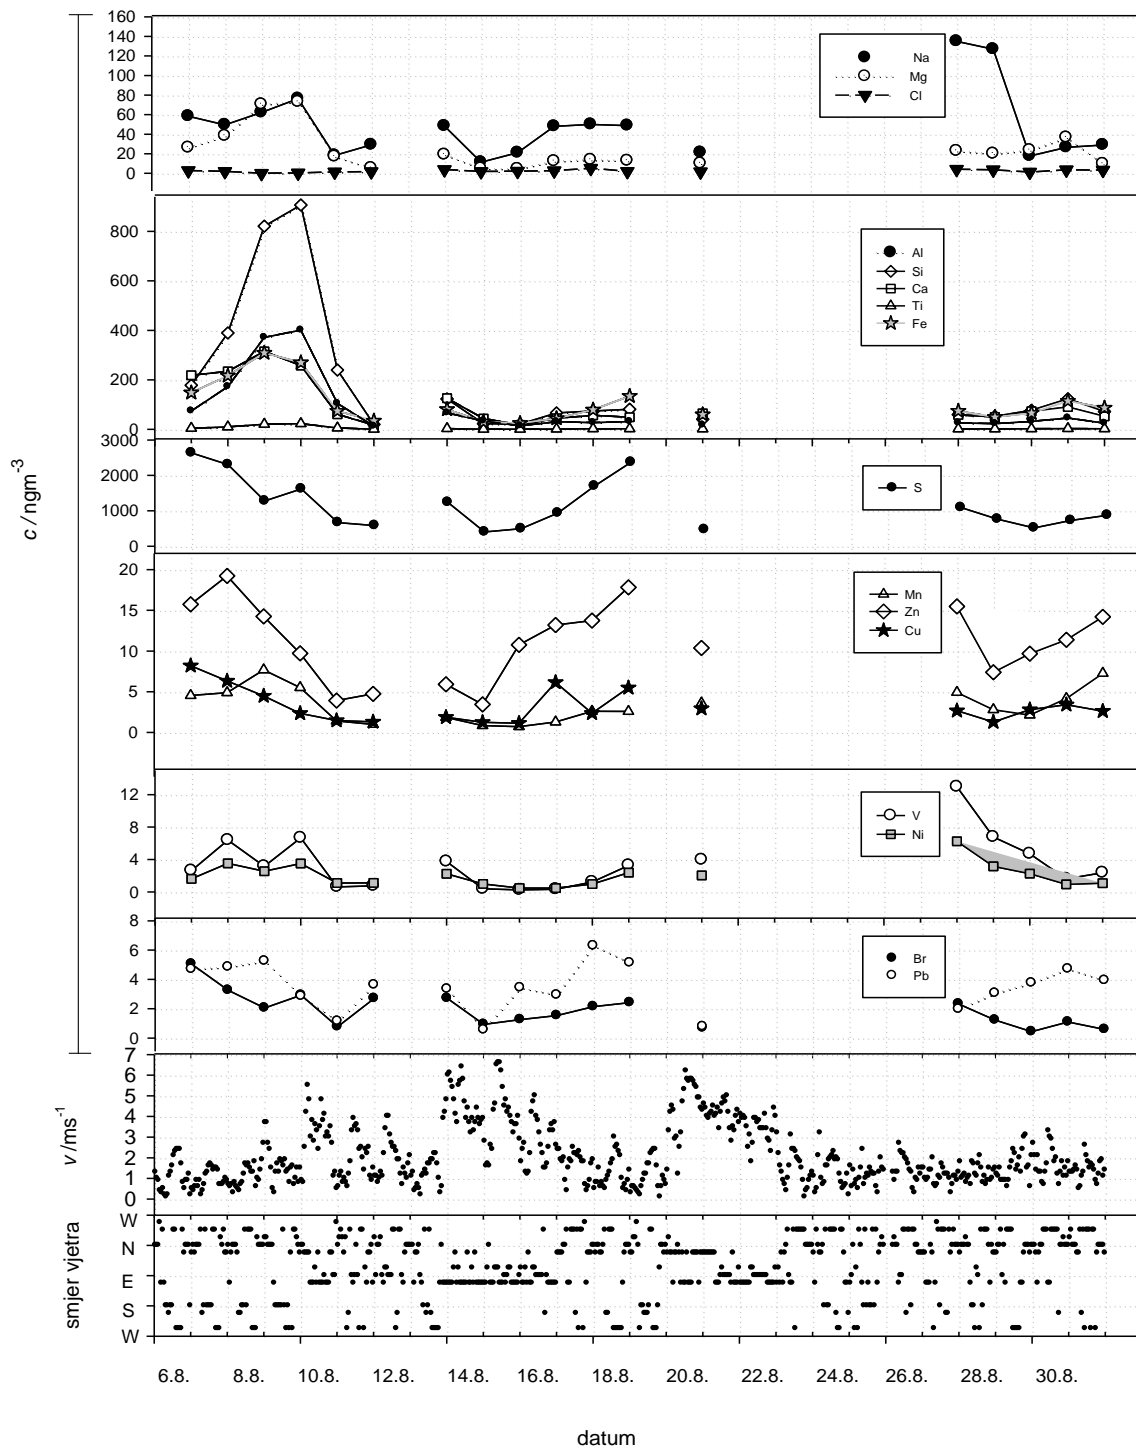 160
140
120
100
80
60
40
20
0
Na
Mg
Cl
800
600
400
200
0
Al
Si
Ca
Ti
Fe
3000
2000
1000
0
S
20
15
10
5
0
Mn
Zn
Cu
12
8
4
0
V
Ni
8
6
4
2
0
Br
Pb
c / ngm⁻³
7
6
5
4
3
2
1
0
v /ms⁻¹
W
N
E
S
W
smjer vjetra
6.8. 8.8. 10.8. 12.8. 14.8. 16.8. 18.8. 20.8. 22.8. 24.8. 26.8. 28.8. 30.8.
datum